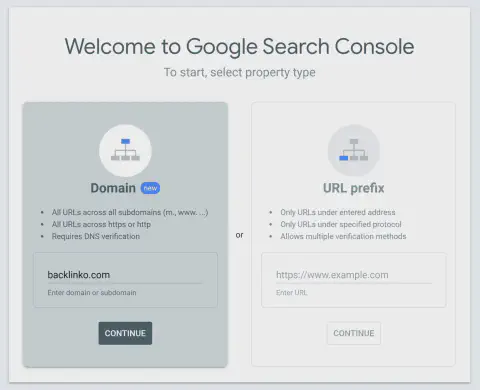 Welcome to Google Search Console
To start, select property type
Domain new
All URLs across all subdomains (m., www. ...)
All URLs across https or http
Requires DNS verification
backlinko.com
Enter domain or subdomain
CONTINUE
or
URL prefix
Only URLs under entered address
Only URLs under specified protocol
Allows multiple verification methods
https://www.example.com
Enter URL
CONTINUE